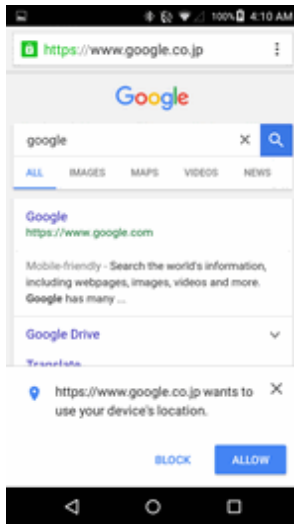 100% 4:10 AM
https://www.google.co.jp
Google
google
ALL IMAGES MAPS VIDEOS NEWS
Google
https://www.google.com
Mobile-friendly - Search the world's information,
including webpages, images, videos and more.
Google has many ...
Google Drive
Translate
https://www.google.co.jp wants to
use your device's location.
BLOCK ALLOW